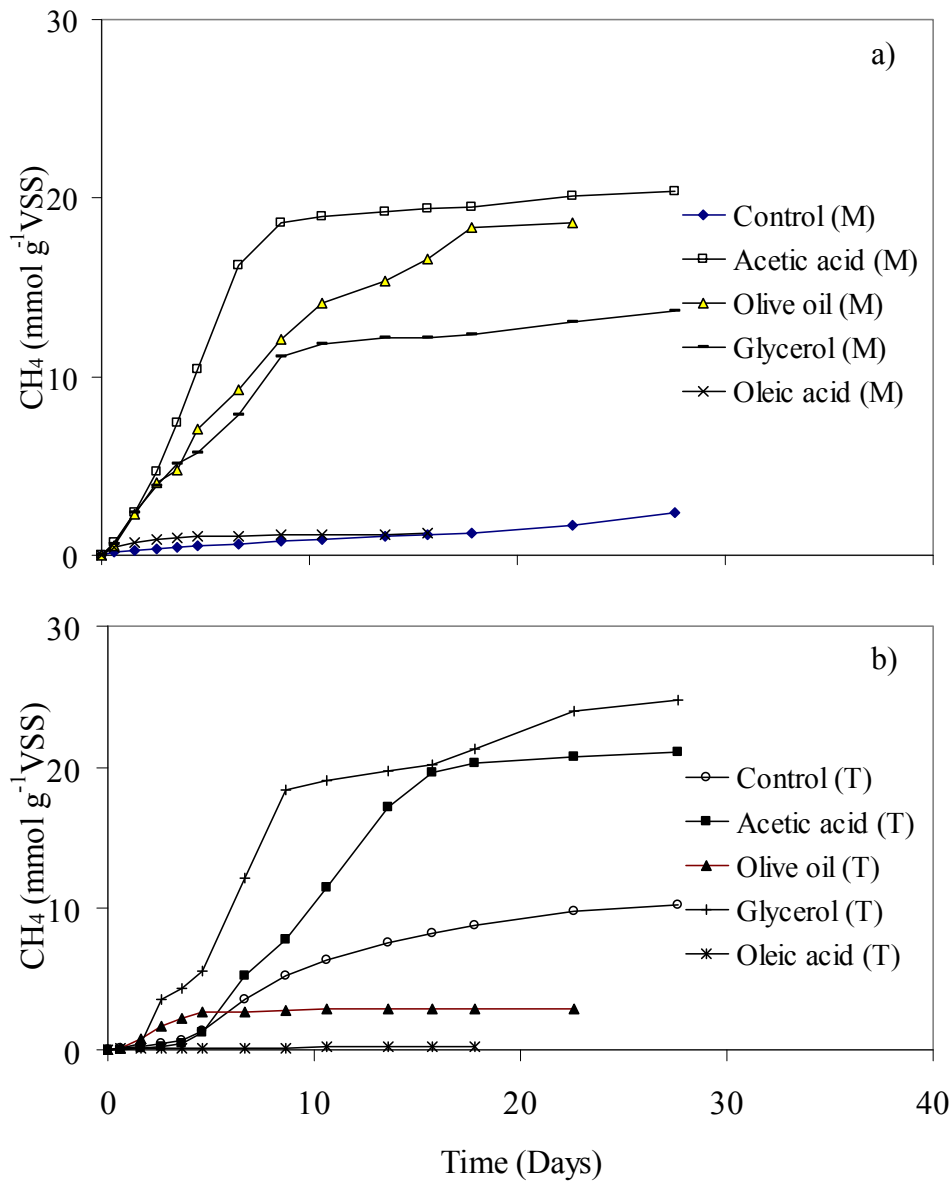 30
a)
20
10
0
CH₄ (mmol g⁻¹VSS)
Control (M)
Acetic acid (M)
Olive oil (M)
Glycerol (M)
Oleic acid (M)
30
b)
20
10
0
CH₄ (mmol g⁻¹VSS)
Control (T)
Acetic acid (T)
Olive oil (T)
Glycerol (T)
Oleic acid (T)
0 10 20 30 40
Time (Days)